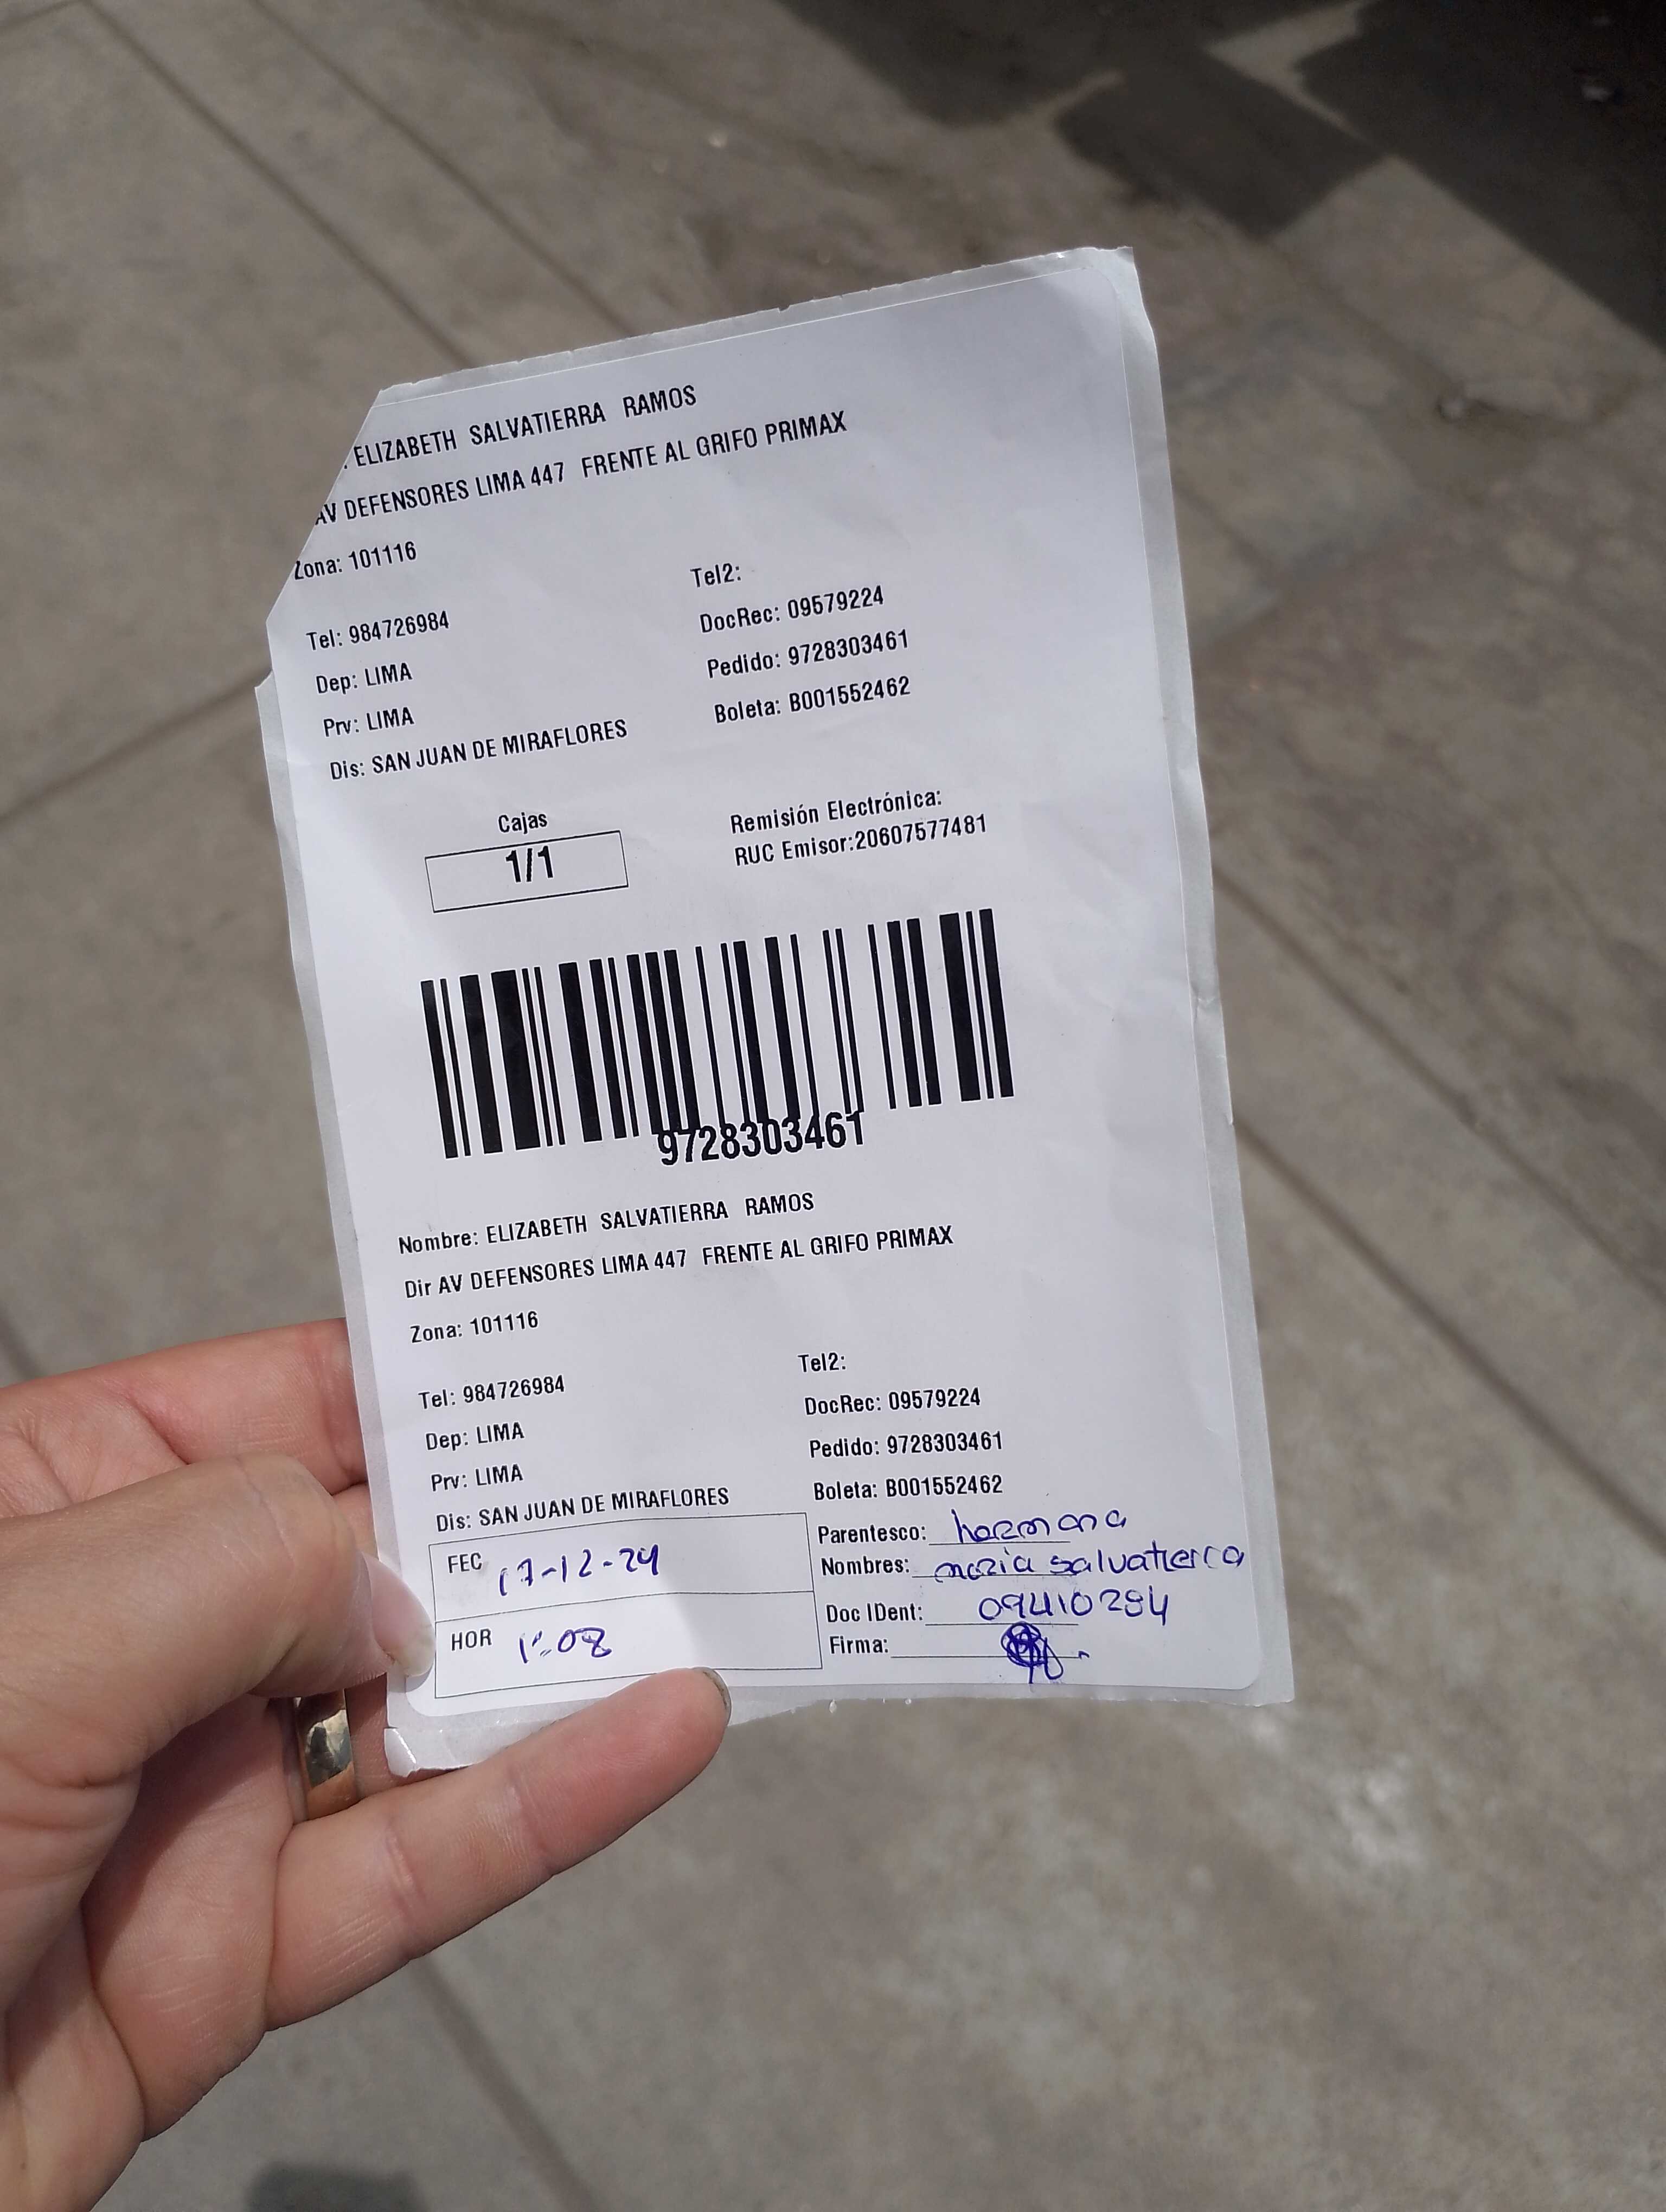 ELIZABETH SALVATIERRA RAMOS
AV DEFENSORES LIMA 447 FRENTE AL GRIFO PRIMAX
Zona: 101116
Tel2:
Tel: 984726984
DocRec: 09579224
Dep: LIMA
Pedido: 9728303461
Prv: LIMA
Boleta: B001552462
Dis: SAN JUAN DE MIRAFLORES
Cajas
1/1
Remisión Electrónica:
RUC Emisor:20607577481
9728303461
Nombre: ELIZABETH SALVATIERRA RAMOS
Dir AV DEFENSORES LIMA 447 FRENTE AL GRIFO PRIMAX
Zona: 101116
Tel2:
Tel: 984726984
DocRec: 09579224
Dep: LIMA
Pedido: 9728303461
Prv: LIMA
Boleta: B001552462
Dis: SAN JUAN DE MIRAFLORES
FEC 17-12-24
HOR 1:08
Parentesco: hermana
Nombres: maria salvatierra
Doc IDent: 09410284
Firma: